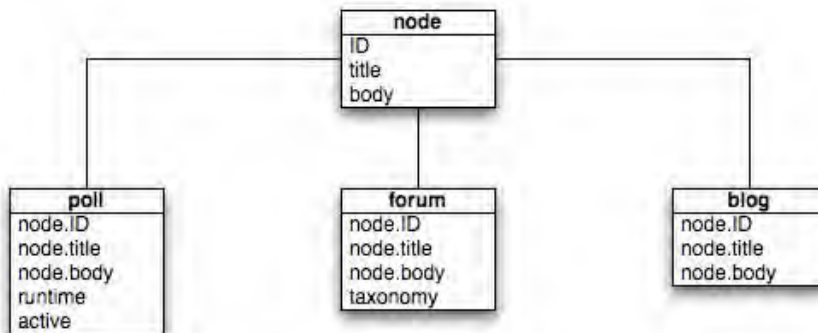 node
ID
title
body
poll
node.ID
node.title
node.body
runtime
active
forum
node.ID
node.title
node.body
taxonomy
blog
node.ID
node.title
node.body